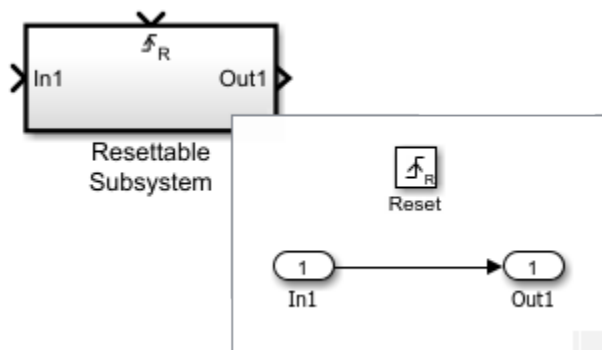 R
In1
Out1
Resettable
Subsystem
R
Reset
1
1
In1
Out1